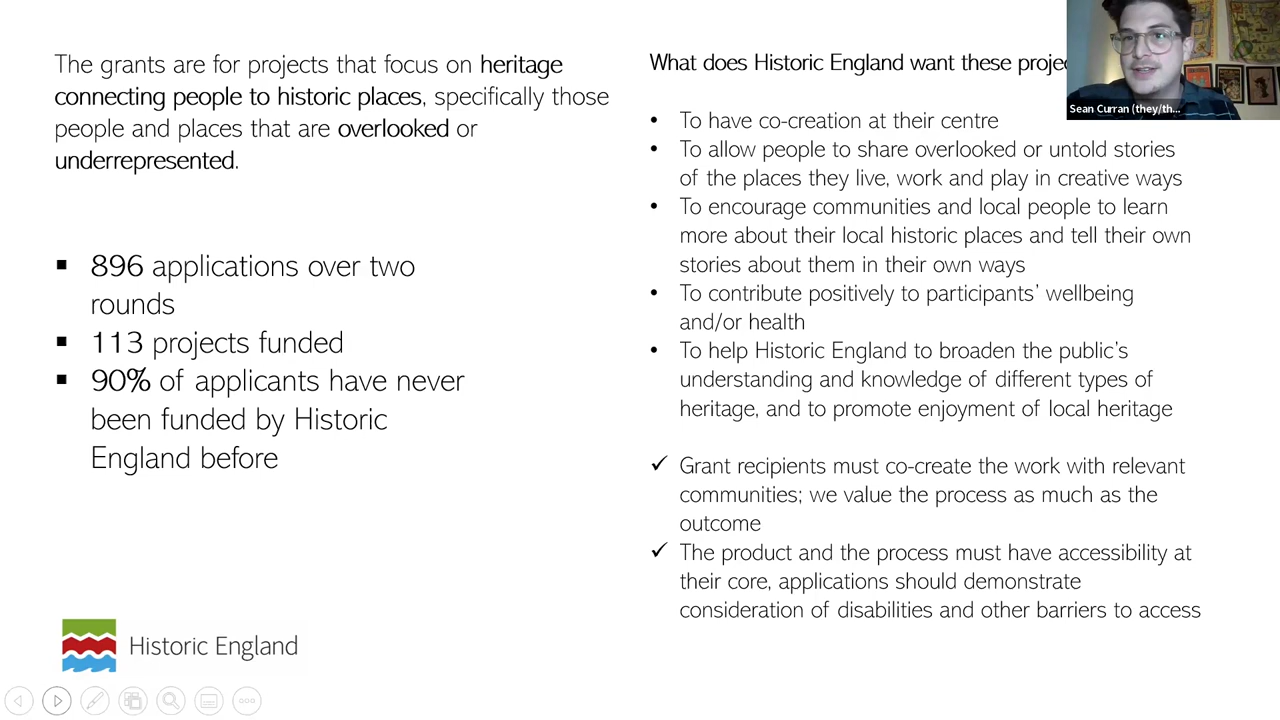 The grants are for projects that focus on heritage
connecting people to historic places, specifically those
people and places that are overlooked or
underrepresented.
896 applications over two
rounds
113 projects funded
90% of applicants have never
been funded by Historic
England before
Historic England
What does Historic England want these
• To have co-creation at their centre
• To allow people to share overlooked or untold stories
of the places they live, work and play in creative ways
• To encourage communities and local people to learn
more about their local historic places and tell their own
stories about them in their own ways
• To contribute positively to participants’ wellbeing
and/or health
• To help Historic England to broaden the public’s
understanding and knowledge of different types of
heritage, and to promote enjoyment of local heritage
✓ Grant recipients must co-create the work with relevant
communities; we value the process as much as the
outcome
✓ The product and the process must have accessibility at
their core, applications should demonstrate
consideration of disabilities and other barriers to access
Sean Curran (they/th...